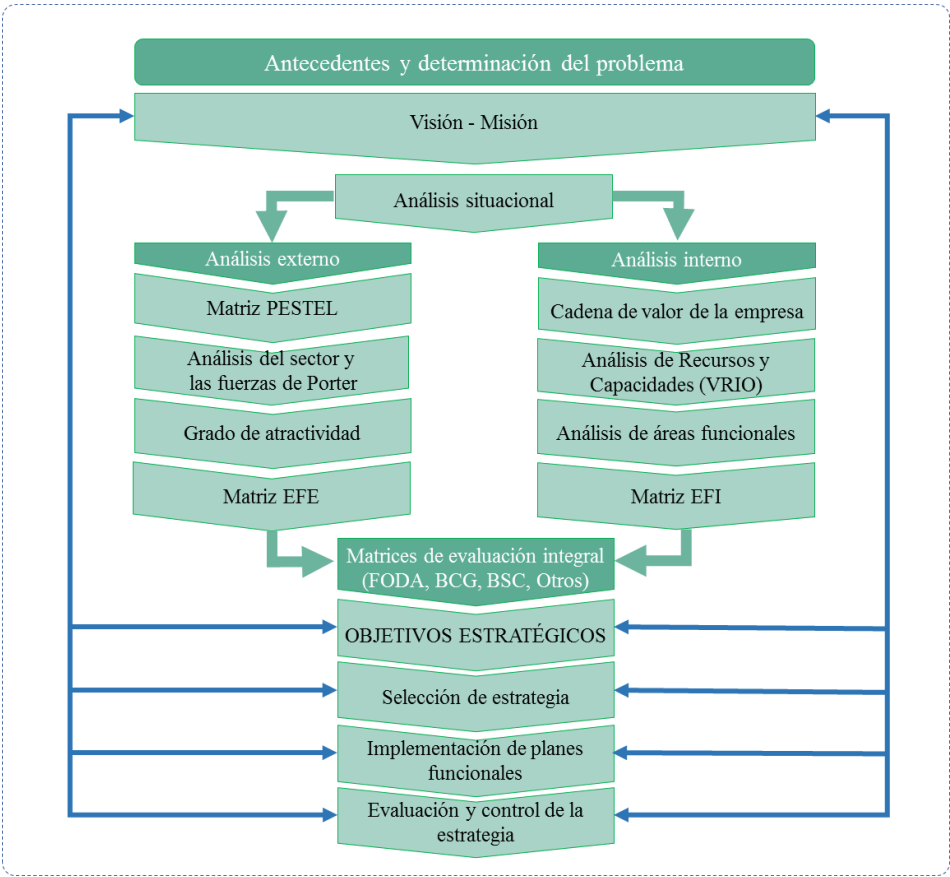 Antecedentes y determinación del problema
Visión - Misión
Análisis situacional
Análisis externo
Matriz PESTEL
Análisis del sector y
las fuerzas de Porter
Grado de atractividad
Matriz EFE
Análisis interno
Cadena de valor de la empresa
Análisis de Recursos y
Capacidades (VRIO)
Análisis de áreas funcionales
Matriz EFI
Matrices de evaluación integral
(FODA, BCG, BSC, Otros)
OBJETIVOS ESTRATÉGICOS
Selección de estrategia
Implementación de planes
funcionales
Evaluación y control de la
estrategia